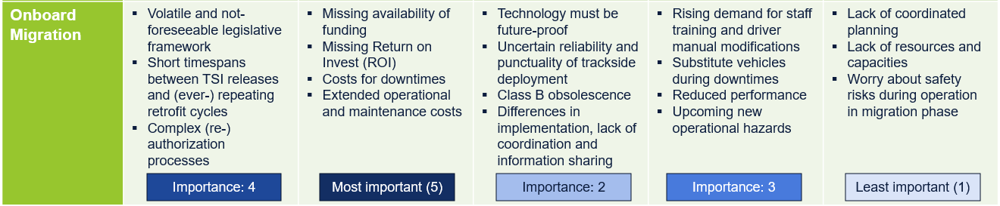 Onboard
Migration
▪ Volatile and not-
foreseeable legislative
framework
▪ Short timespans
between TSI releases
and (ever-) repeating
retrofit cycles
▪ Complex (re-)
authorization
processes
Importance: 4
▪ Missing availability of
funding
▪ Missing Return on
Invest (ROI)
▪ Costs for downtimes
▪ Extended operational
and maintenance costs
Most important (5)
▪ Technology must be
future-proof
▪ Uncertain reliability and
punctuality of trackside
deployment
▪ Class B obsolescence
▪ Differences in
implementation, lack of
coordination and
information sharing
Importance: 2
▪ Rising demand for staff
training and driver
manual modifications
▪ Substitute vehicles
during downtimes
▪ Reduced performance
▪ Upcoming new
operational hazards
Importance: 3
▪ Lack of coordinated
planning
▪ Lack of resources and
capacities
▪ Worry about safety
risks during operation
in migration phase
Least important (1)